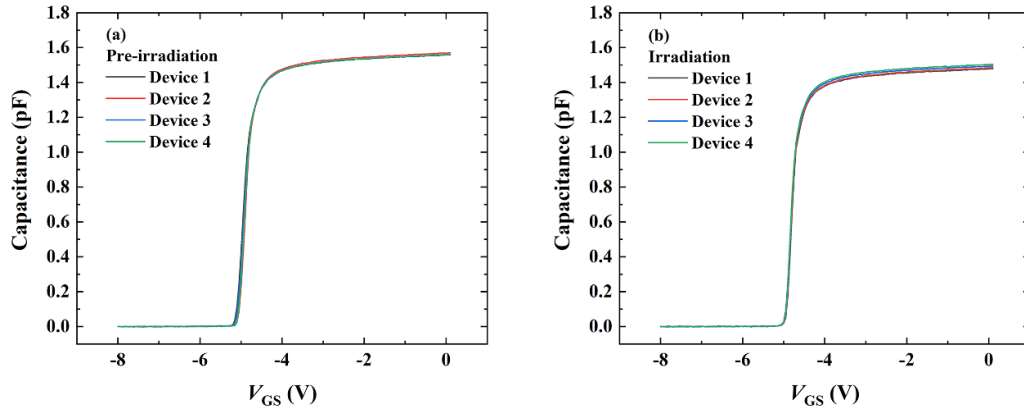 (a)
Pre-irradiation
Device 1
Device 2
Device 3
Device 4
Capacitance (pF)
1.8
1.6
1.4
1.2
1.0
0.8
0.6
0.4
0.2
0.0
-8 -6 -4 -2 0
V_GS (V)
(b)
Irradiation
Device 1
Device 2
Device 3
Device 4
Capacitance (pF)
1.8
1.6
1.4
1.2
1.0
0.8
0.6
0.4
0.2
0.0
-8 -6 -4 -2 0
V_GS (V)